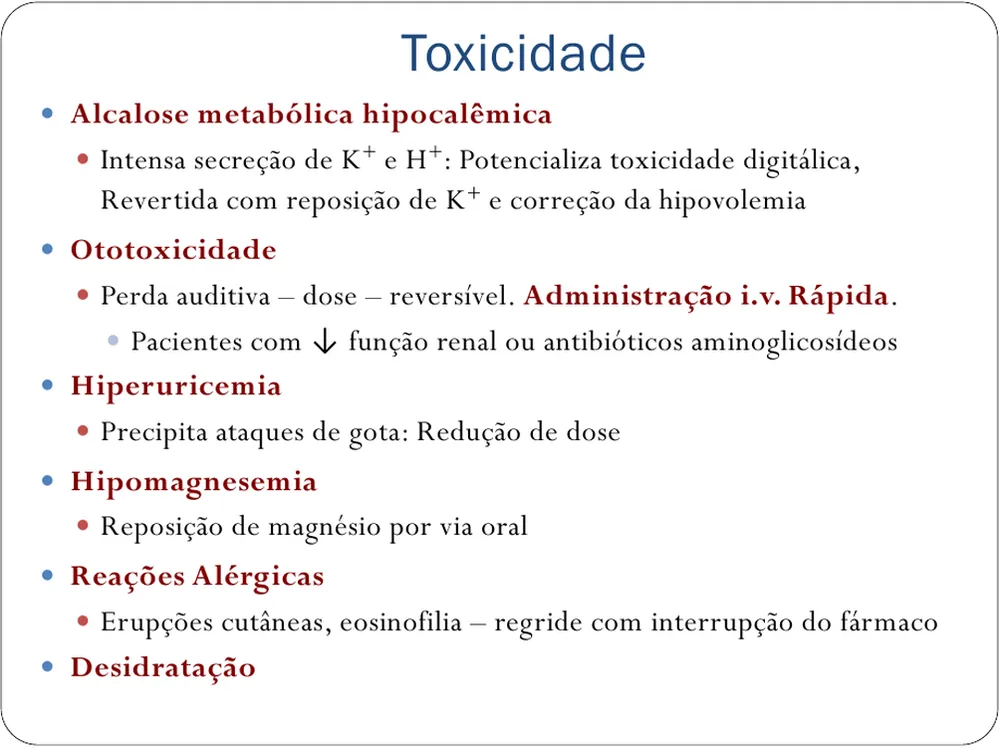 Toxicidade
• Alcalose metabólica hipocalêmica
• Intensa secreção de K⁺ e H⁺: Potencializa toxicidade digitálica,
Revertida com reposição de K⁺ e correção da hipovolemia
• Ototoxicidade
• Perda auditiva – dose – reversível. Administração i.v. Rápida.
• Pacientes com ↓ função renal ou antibióticos aminoglicosídeos
• Hiperuricemia
• Precipita ataques de gota: Redução de dose
• Hipomagnesemia
• Reposição de magnésio por via oral
• Reações Alérgicas
• Erupções cutâneas, eosinofilia – regride com interrupção do fármaco
• Desidratação